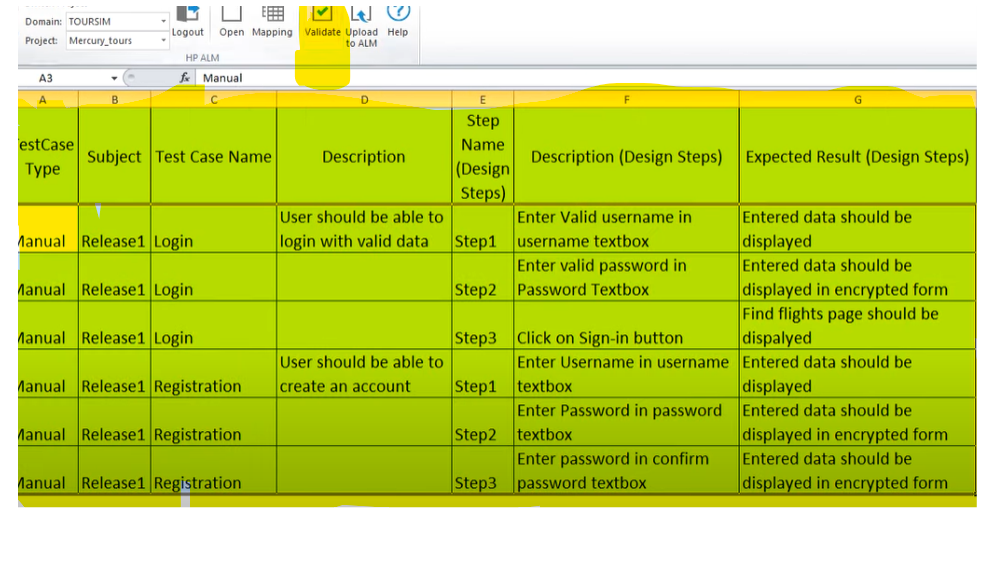 Domain: TOURSIM
Project: Mercury_tours
Logout Open Mapping Validate Upload to ALM Help
HP ALM
A3 fx Manual
A B C D E F G
TestCase Type Subject Test Case Name Description Step Name (Design Steps) Description (Design Steps) Expected Result (Design Steps)
Manual Release1 Login User should be able to login with valid data Step1 Enter Valid username in username textbox Entered data should be displayed
Manual Release1 Login Step2 Enter valid password in Password Textbox Entered data should be displayed in encrypted form
Manual Release1 Login Step3 Click on Sign-in button Find flights page should be dispalyed
Manual Release1 Registration User should be able to create an account Step1 Enter Username in username textbox Entered data should be displayed
Manual Release1 Registration Step2 Enter Password in password textbox Entered data should be displayed in encrypted form
Manual Release1 Registration Step3 Enter password in confirm password textbox Entered data should be displayed in encrypted form